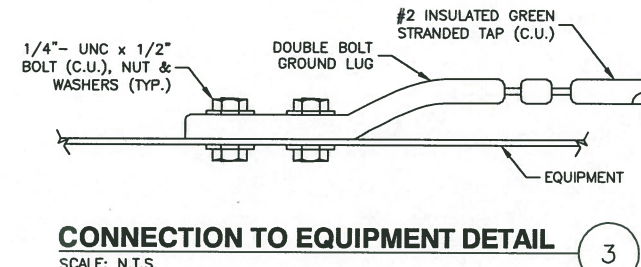 #2 INSULATED GREEN
STRANDED TAP (C.U.)
1/4"- UNC x 1/2"
BOLT (C.U.), NUT &
WASHERS (TYP.)
DOUBLE BOLT
GROUND LUG
EQUIPMENT
CONNECTION TO EQUIPMENT DETAIL
3
SCALE: N.T.S.